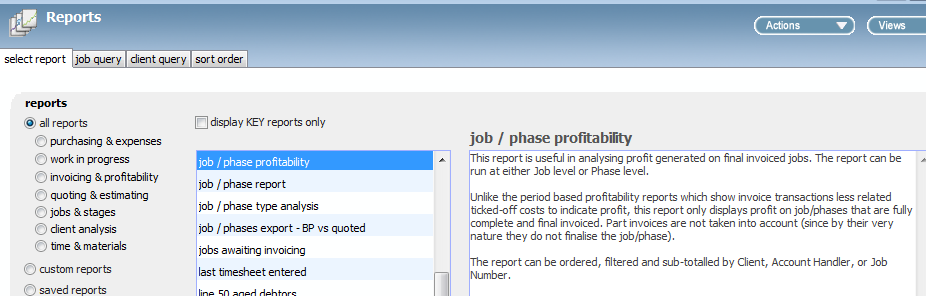 Reports
Actions
Views
select report
job query
client query
sort order
reports
all reports
purchasing & expenses
work in progress
invoicing & profitability
quoting & estimating
jobs & stages
client analysis
time & materials
custom reports
saved reports
display KEY reports only
job / phase profitability
job / phase report
job / phase type analysis
job / phases export - BP vs quoted
jobs awaiting invoicing
last timesheet entered
line 50 aged debtors
job / phase profitability
This report is useful in analysing profit generated on final invoiced jobs. The report can be
run at either Job level or Phase level.
Unlike the period based profitability reports which show invoice transactions less related
ticked-off costs to indicate profit, this report only displays profit on job/phases that are fully
complete and final invoiced. Part invoices are not taken into account (since by their very
nature they do not finalise the job/phase).
The report can be ordered, filtered and sub-totalled by Client, Account Handler, or Job
Number.